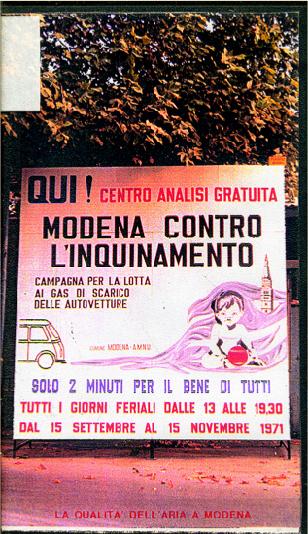 QUI! CENTRO ANALISI GRATUITA
MODENA CONTRO
L'INQUINAMENTO
CAMPAGNA PER LA LOTTA
AI GAS DI SCARICO
DELLE AUTOVETTURE
COMUNE MODENA-A.M.N.U.
SOLO 2 MINUTI PER IL BENE DI TUTTI
TUTTI I GIORNI FERIALI DALLE 13 ALLE 19,30
DAL 15 SETTEMBRE AL 15 NOVEMBRE 1971
LA QUALITA' DELL'ARIA A MODENA